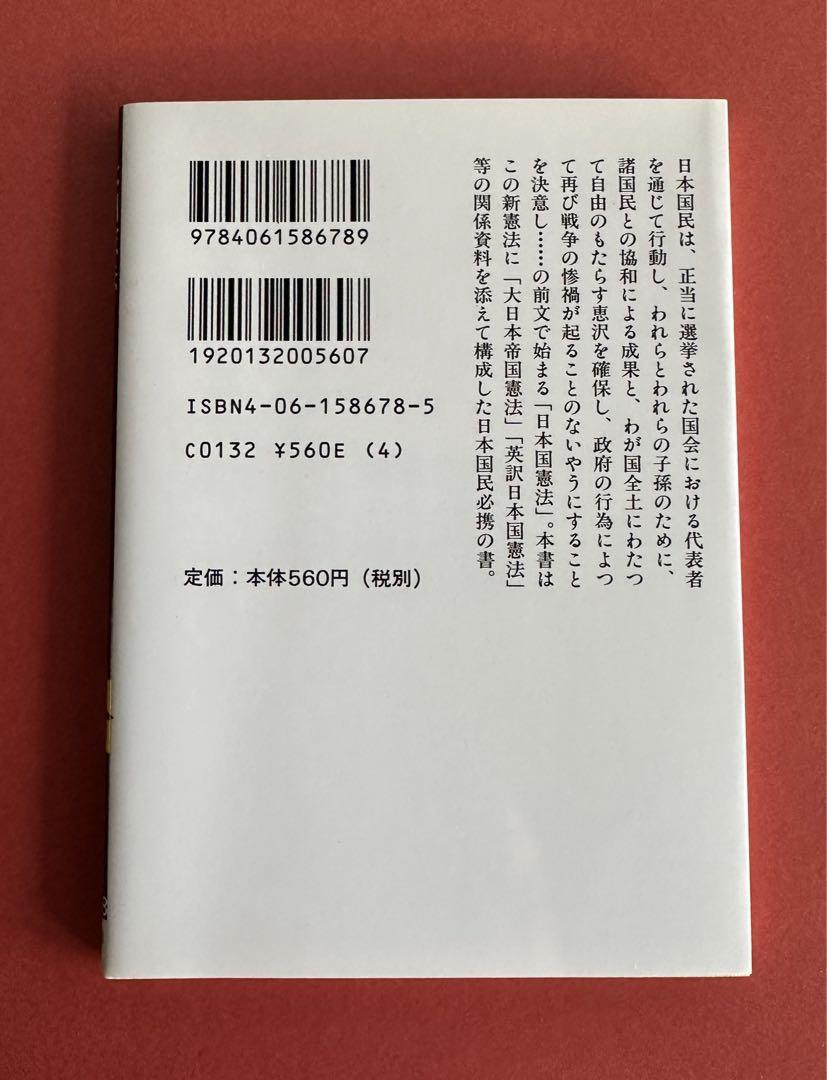 日本国民は、正当に選挙された国会における代表者
を通じて行動し、われらとわれらの子孫のために、
諸国民との協和による成果と、わが国全土にわたつ
て自由のもたらす恵沢を確保し、政府の行為によつ
て再び戦争の惨禍が起ることのないやうにすること
を決意し……の前文で始まる「日本国憲法」。本書は
この新憲法に「大日本帝国憲法」「英訳日本国憲法」
等の関係資料を添えて構成した日本国民必携の書。
9784061586789
1920132005607
ISBN4-06-158678-5
C0132 ¥560E (4)
定価：本体560円（税別）